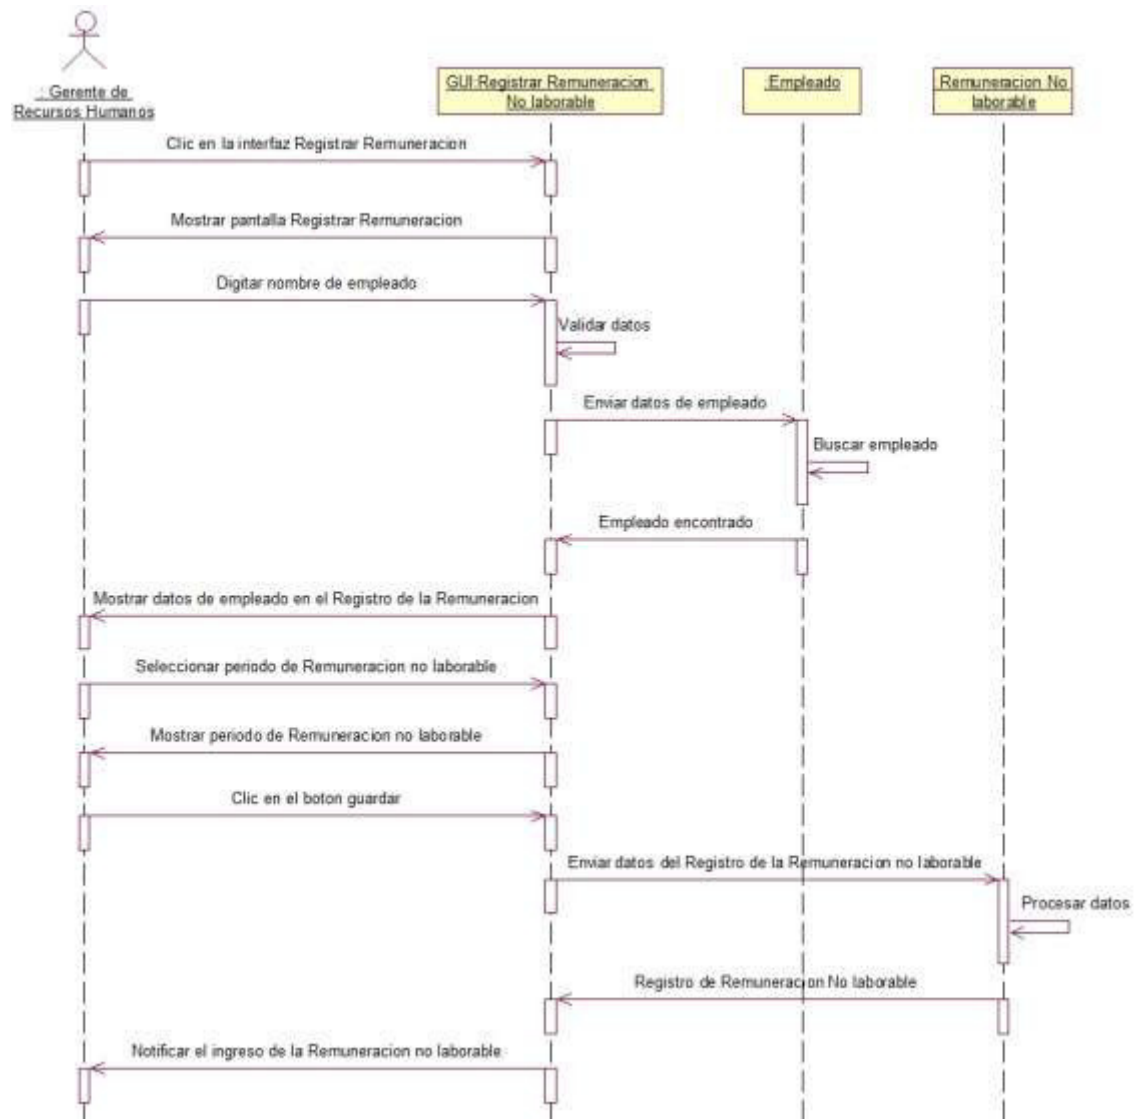 : Gerente de
Recursos Humanos
GUI:Registrar Remuneracion
No laborable
:Empleado
Remuneracion No
laborable
Clic en la interfaz Registrar Remuneracion
Mostrar pantalla Registrar Remuneracion
Digitar nombre de empleado
Validar datos
Enviar datos de empleado
Buscar empleado
Empleado encontrado
Mostrar datos de empleado en el Registro de la Remuneracion
Seleccionar periodo de Remuneracion no laborable
Mostrar periodo de Remuneracion no laborable
Clic en el boton guardar
Enviar datos del Registro de la Remuneracion no laborable
Procesar datos
Registro de Remuneracion No laborable
Notificar el ingreso de la Remuneracion no laborable